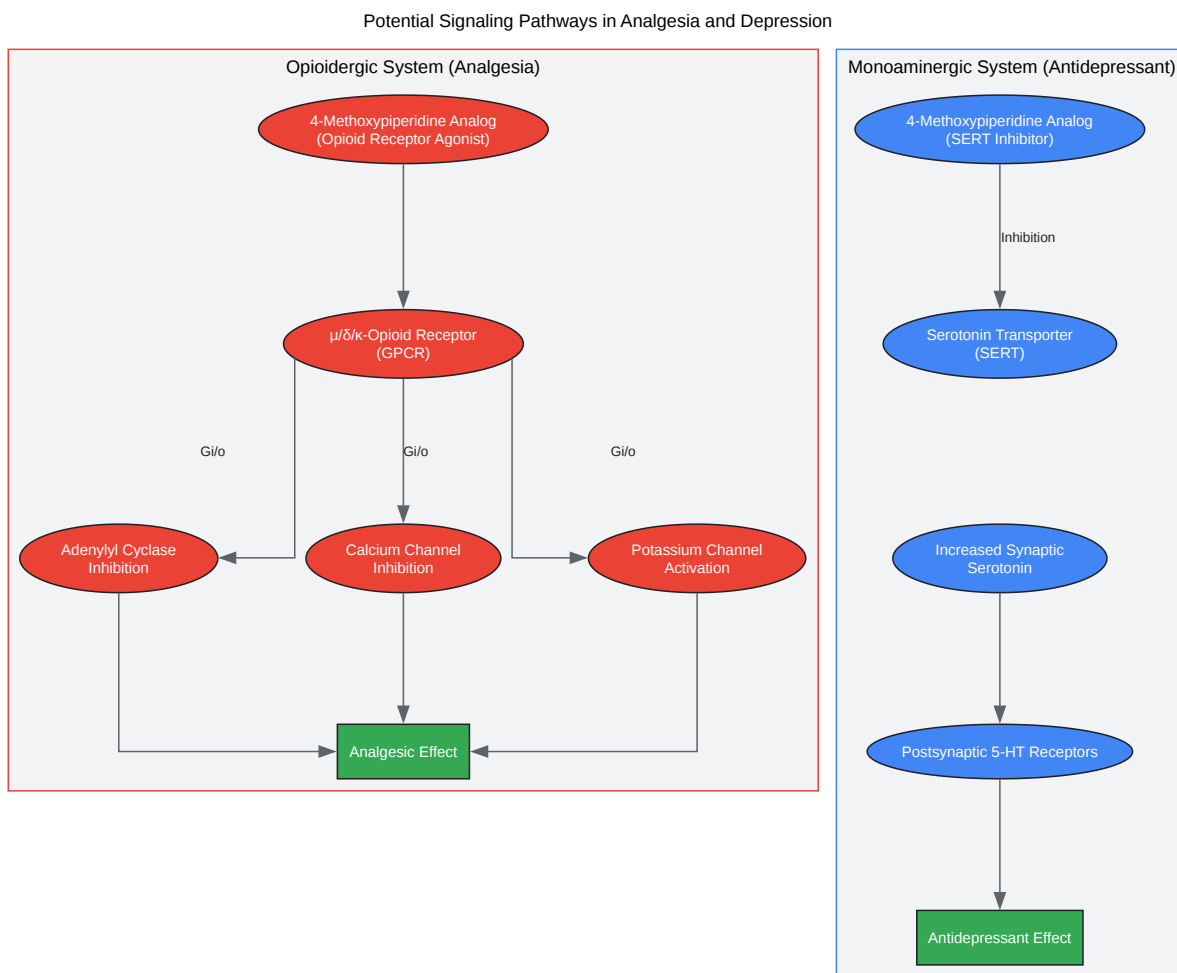 Potential Signaling Pathways in Analgesia and Depression
Opioidergic System (Analgesia)
4-Methoxypiperidine Analog
(Opioid Receptor Agonist)
μ/δ/κ-Opioid Receptor
(GPCR)
Gi/o
Gi/o
Gi/o
Adenylyl Cyclase
Inhibition
Calcium Channel
Inhibition
Potassium Channel
Activation
Analgesic Effect
Monoaminergic System (Antidepressant)
4-Methoxypiperidine Analog
(SERT Inhibitor)
Inhibition
Serotonin Transporter
(SERT)
Increased Synaptic
Serotonin
Postsynaptic 5-HT Receptors
Antidepressant Effect